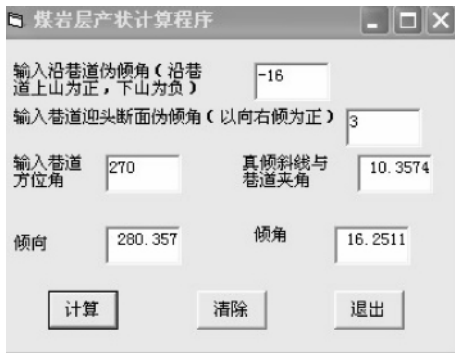 煤岩层产状计算程序
输入沿巷道伪倾角(沿巷
道上山为正,下山为负)
-16
输入巷道迎头断面伪倾角(以向右倾为正)
3
输入巷道
方位角
270
真倾斜线与
巷道夹角
10.3574
倾向
280.357
倾角
16.2511
计算
清除
退出